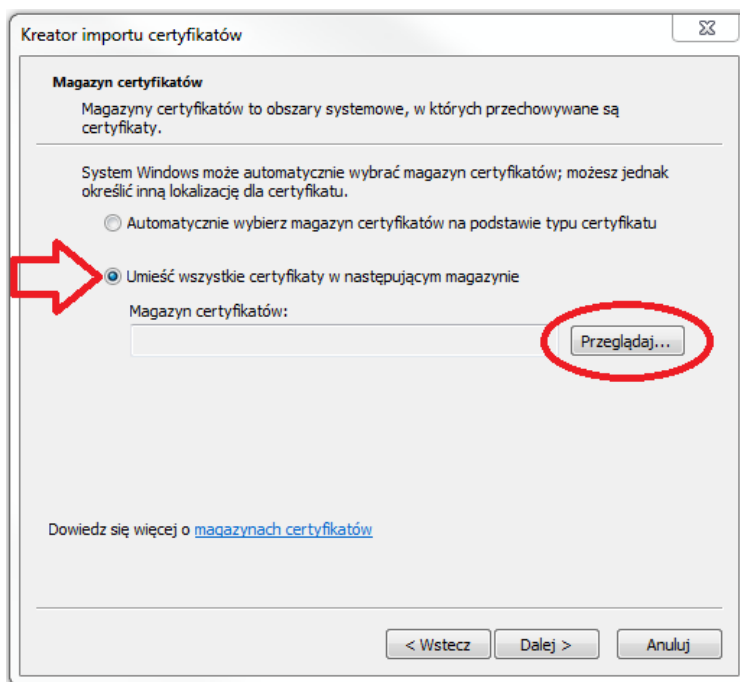 Kreator importu certyfikatów
Magazyn certyfikatów
Magazyny certyfikatów to obszary systemowe, w których przechowywane są
certyfikaty.
System Windows może automatycznie wybrać magazyn certyfikatów; możesz jednak
określić inną lokalizację dla certyfikatu.
Automatycznie wybierz magazyn certyfikatów na podstawie typu certyfikatu
Umieść wszystkie certyfikaty w następującym magazynie
Magazyn certyfikatów:
Przeglądaj...
Dowiedz się więcej o magazynach certyfikatów
< Wstecz Dalej > Anuluj